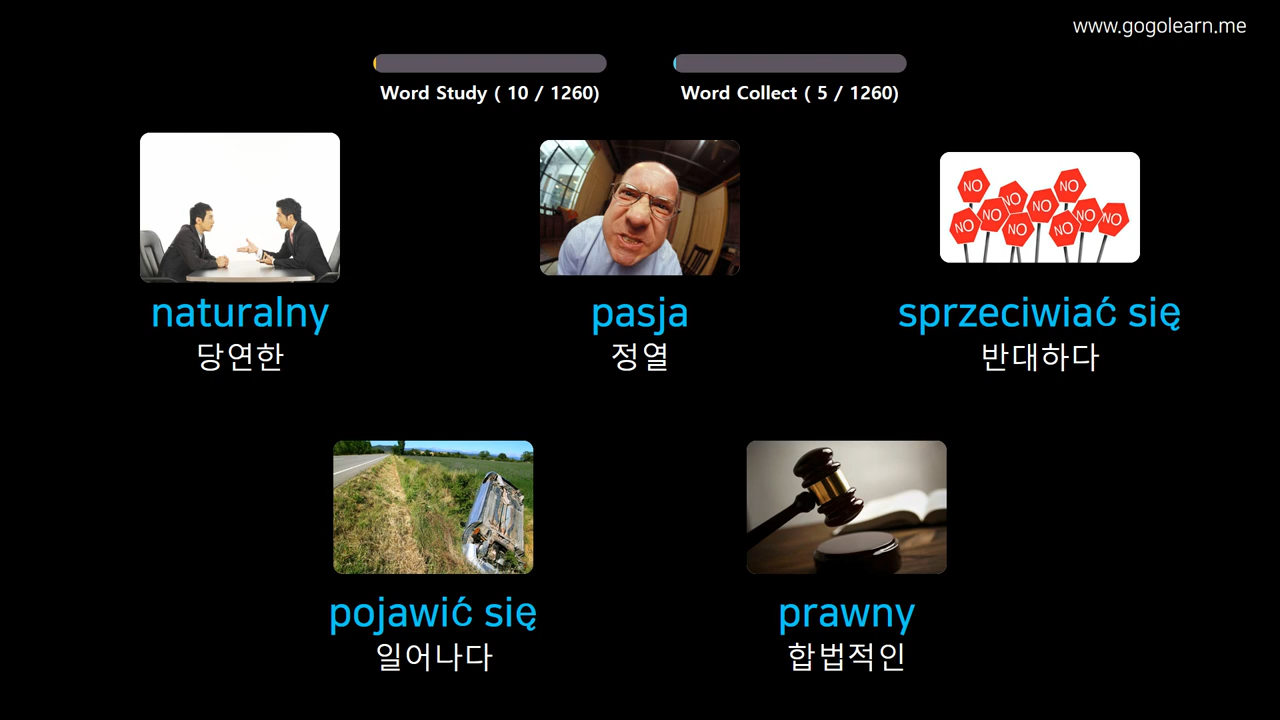 www.gogolearn.me
Word Study ( 10 / 1260)
Word Collect ( 5 / 1260)
NO NO NO NO NO NO NO NO NO NO
naturalny
당연한
pasja
정열
sprzeciwiać się
반대하다
pojawić się
일어나다
prawny
합법적인